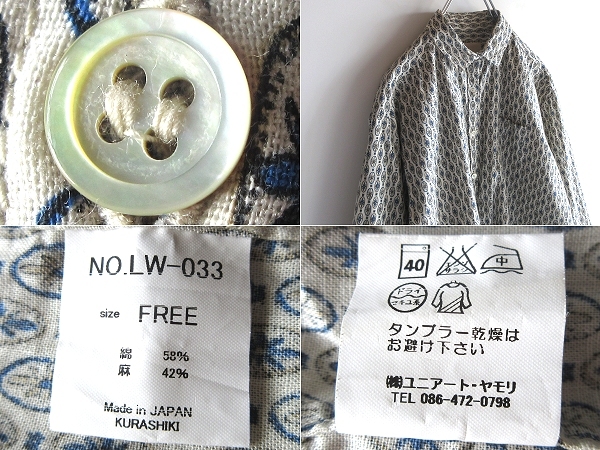 NO.LW-033
size FREE
綿 58%
麻 42%
Made in JAPAN
KURASHIKI
40 中
ドライ
タンブラー乾燥は
お避け下さい
㈱ユニアート・ヤモリ
TEL 086-472-0798